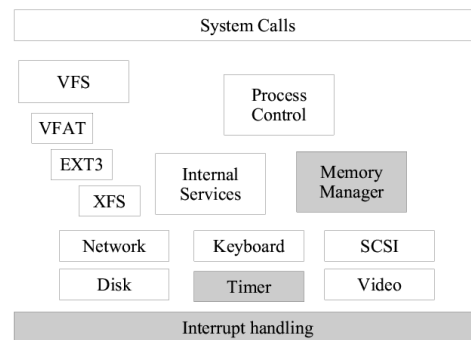 System Calls
VFS
Process
Control
VFAT
EXT3
Internal
Services
Memory
Manager
XFS
Network
Keyboard
SCSI
Disk
Timer
Video
Interrupt handling